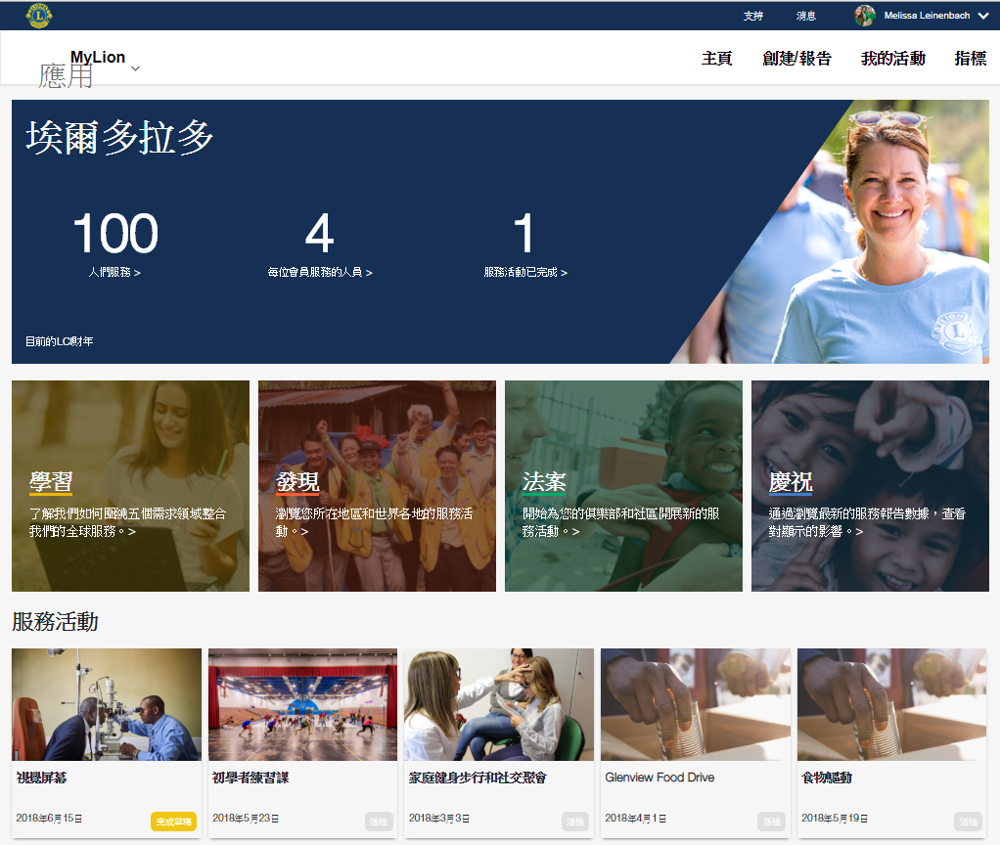 支持 消息 Melissa Leinenbach
MyLion
應用
主頁 創建/報告 我的活動 指標
埃爾多拉多
100 4 1
人們服務 > 每位會員服務的人員 > 服務活動已完成 >
目前的LCI財年
學習
了解我們如何圍繞五個需求領域整合
我們的全球服務。>
發現
瀏覽您所在地區和世界各地的服務活
動。>
法案
開始為您的俱樂部和社區開展新的服
務活動。>
慶祝
通過瀏覽最新的服務報告數據，查看
對顯示的影響。>
服務活動
視覺屏幕
2018年6月15日 完成草稿
初學者練習課
2018年5月23日 活檢
家庭健身步行和社交聚會
2018年3月3日 活檢
Glenview Food Drive
2018年4月1日 活檢
食物驅動
2018年5月19日 活檢